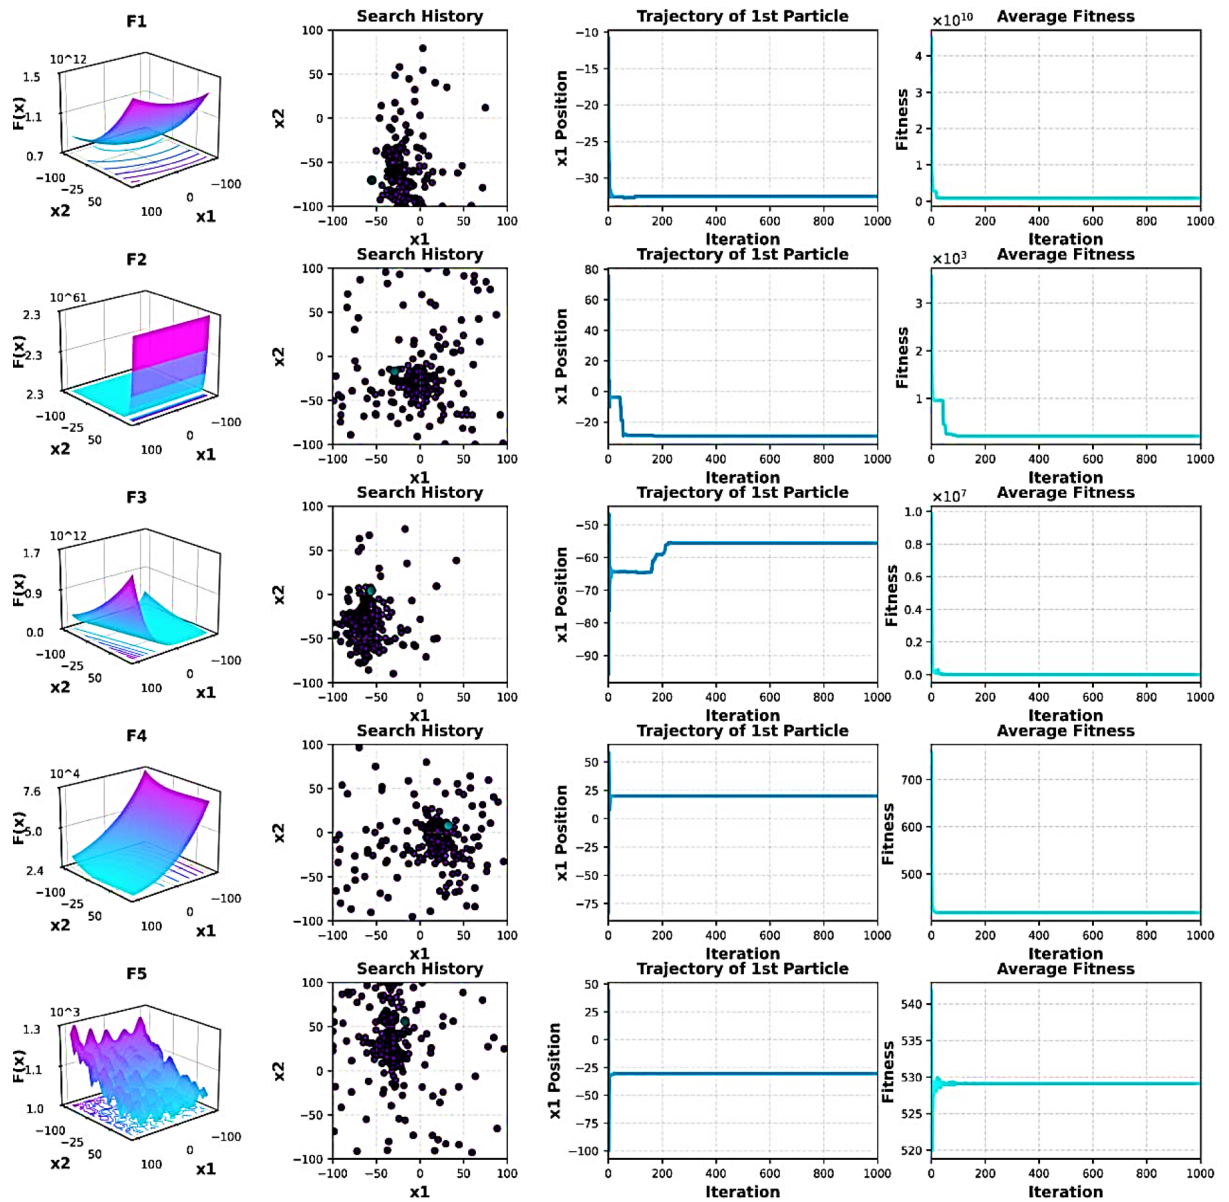 F1
10^12
1.5
1.1
0.7
F(x)
−100
−25
50
x2
100
0
−100
x1
Search History
100
50
0
−50
−100
x2
−100 −50 0 50 100
x1
Trajectory of 1st Particle
−10
−15
−20
−25
−30
x1 Position
0 200 400 600 800 1000
Iteration
Average Fitness
×10^10
4
3
2
1
0
Fitness
0 200 400 600 800 1000
Iteration
F2
10^61
2.3
2.3
2.3
F(x)
−100
−25
50
x2
100
0
−100
x1
Search History
100
50
0
−50
−100
x2
−100 −50 0 50 100
x1
Trajectory of 1st Particle
80
60
40
20
0
−20
x1 Position
0 200 400 600 800 1000
Iteration
Average Fitness
×10^3
3
2
1
Fitness
0 200 400 600 800 1000
Iteration
F3
10^12
1.7
0.9
0.0
F(x)
−100
−25
50
x2
100
0
−100
x1
Search History
100
50
0
−50
−100
x2
−100 −50 0 50 100
x1
Trajectory of 1st Particle
−50
−60
−70
−80
−90
x1 Position
0 200 400 600 800 1000
Iteration
Average Fitness
×10^7
1.0
0.8
0.6
0.4
0.2
0.0
Fitness
0 200 400 600 800 1000
Iteration
F4
10^4
7.6
5.0
2.4
F(x)
−100
−25
50
x2
100
0
−100
x1
Search History
100
50
0
−50
−100
x2
−100 −50 0 50 100
x1
Trajectory of 1st Particle
50
25
0
−25
−50
−75
x1 Position
0 200 400 600 800 1000
Iteration
Average Fitness
700
600
500
Fitness
0 200 400 600 800 1000
Iteration
F5
10^3
1.3
1.1
1.0
F(x)
−100
−25
50
x2
100
0
−100
x1
Search History
100
50
0
−50
−100
x2
−100 −50 0 50 100
x1
Trajectory of 1st Particle
50
25
0
−25
−50
−75
−100
x1 Position
0 200 400 600 800 1000
Iteration
Average Fitness
540
535
530
525
520
Fitness
0 200 400 600 800 1000
Iteration